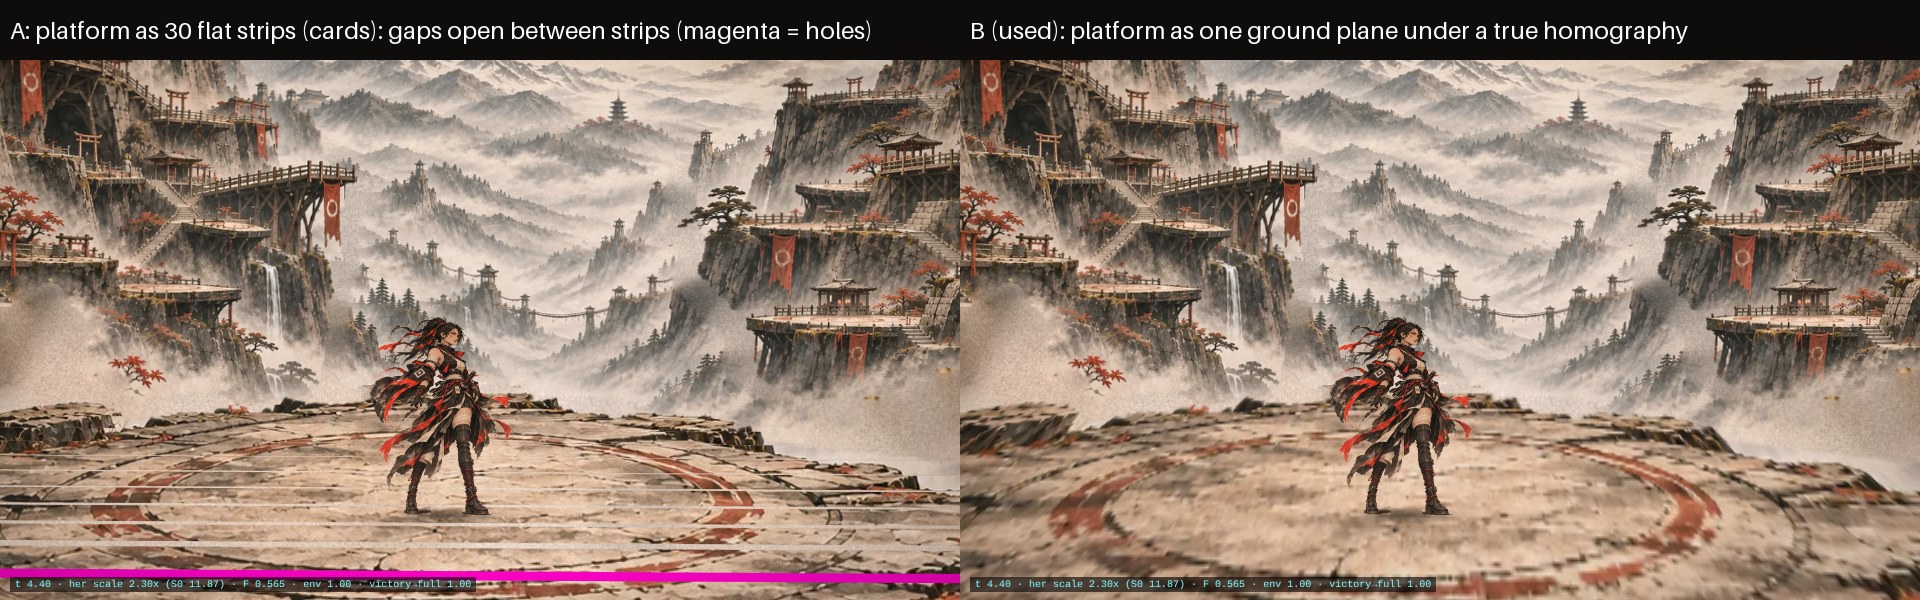 A: platform as 30 flat strips (cards): gaps open between strips (magenta = holes)
B (used): platform as one ground plane under a true homography
t 4.40 · her scale 2.30x (S0 11.87) · F 0.565 · env 1.00 · victory-full 1.00
t 4.40 · her scale 2.30x (S0 11.87) · F 0.565 · env 1.00 · victory-full 1.00